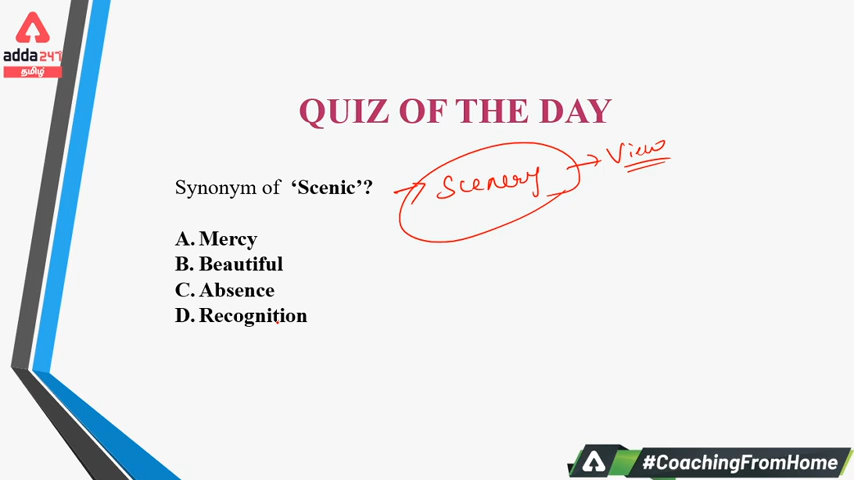 adda247
தமிழ்
QUIZ OF THE DAY
Synonym of ‘Scenic’?
Scenery
View
A. Mercy
B. Beautiful
C. Absence
D. Recognition
#CoachingFromHome